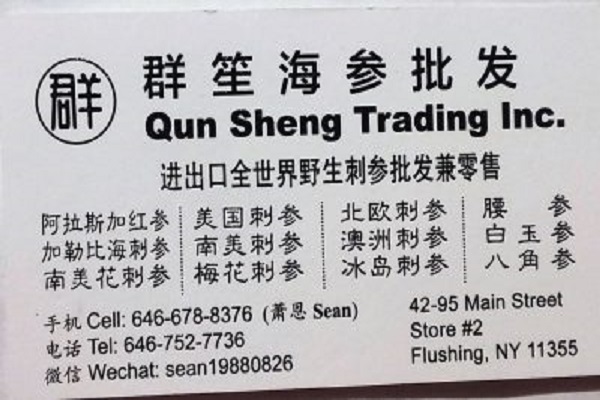 群
群笙海参批发
Qun Sheng Trading Inc.
进出口全世界野生刺参批发兼零售
阿拉斯加红参 美国刺参 北欧刺参 腰参
加勒比海刺参 南美刺参 澳洲刺参 白玉参
南美花刺参 梅花刺参 冰岛刺参 八角参
手机 Cell: 646-678-8376 (萧恩 Sean)
电话 Tel: 646-752-7736
微信 Wechat: sean19880826
42-95 Main Street
Store #2
Flushing, NY 11355